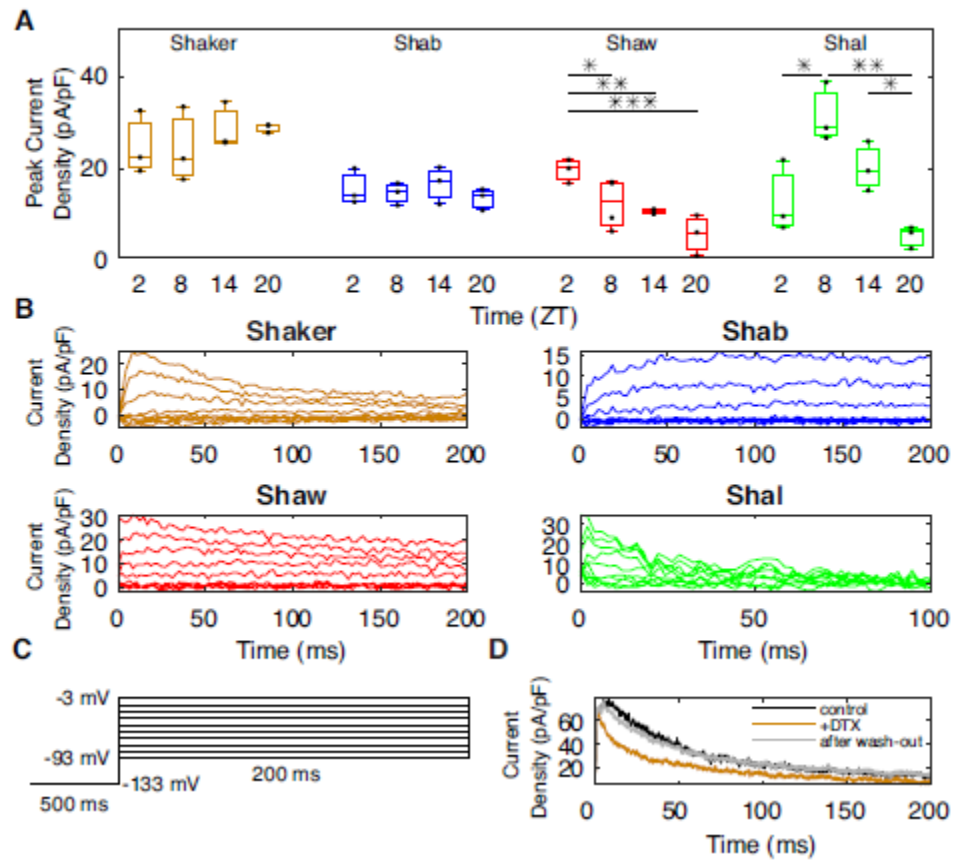 A
Shaker Shab Shaw Shal
Peak Current
Density (pA/pF)
40
20
0
* ** *** * ** *
2 8 14 20 2 8 14 20 2 8 14 20 2 8 14 20
Time (ZT)
B
Shaker Shab
Current
Density (pA/pF)
20
10
0
15
10
5
0
0 50 100 150 200 0 50 100 150 200
Shaw Shal
Current
Density (pA/pF)
30
20
10
0
30
20
10
0
0 50 100 150 200 0 50 100
Time (ms) Time (ms)
C
-3 mV
-93 mV
200 ms
-133 mV
500 ms
D
Current
Density (pA/pF)
60
40
20
control
+DTX
after wash-out
0 50 100 150 200
Time (ms)